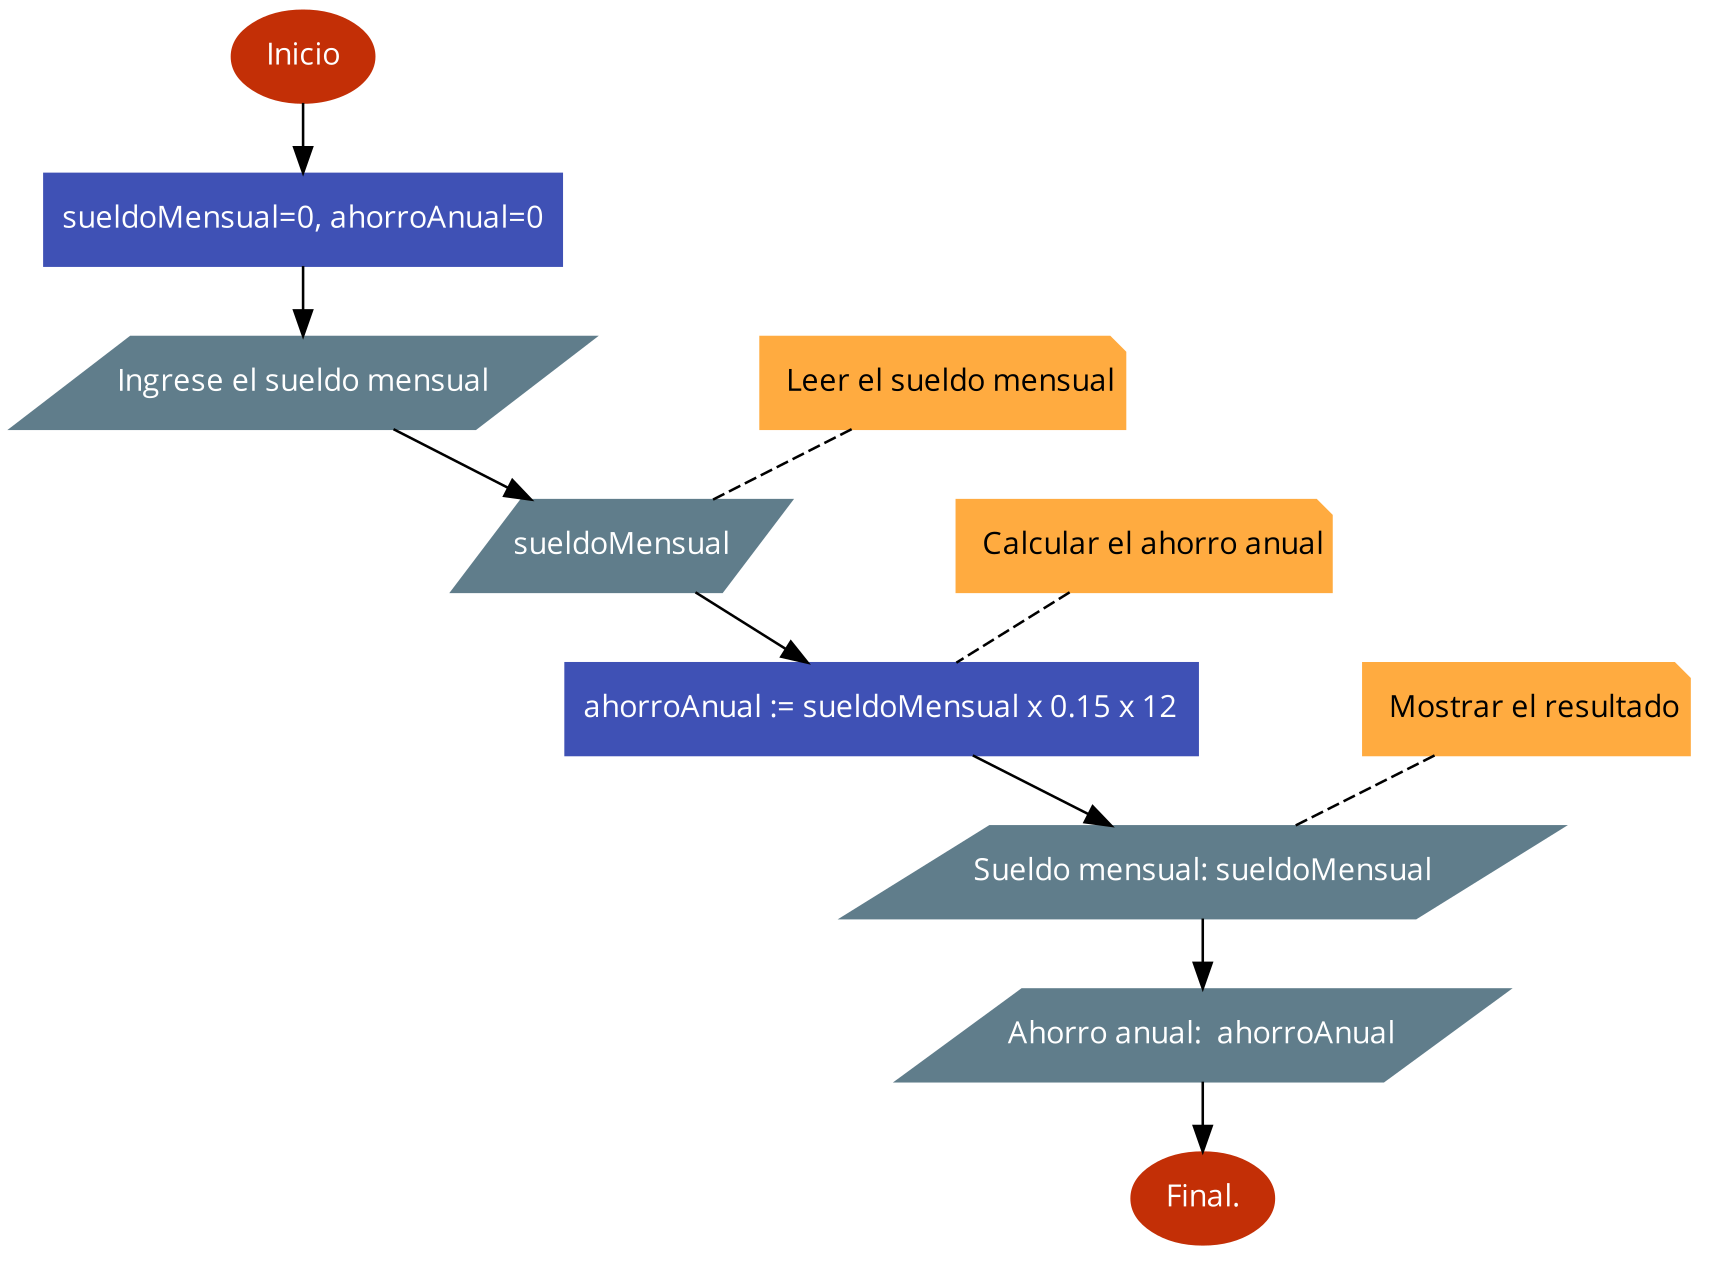 Inicio
sueldoMensual=0, ahorroAnual=0
Ingrese el sueldo mensual
Leer el sueldo mensual
sueldoMensual
Calcular el ahorro anual
ahorroAnual := sueldoMensual x 0.15 x 12
Mostrar el resultado
Sueldo mensual: sueldoMensual
Ahorro anual:  ahorroAnual
Final.